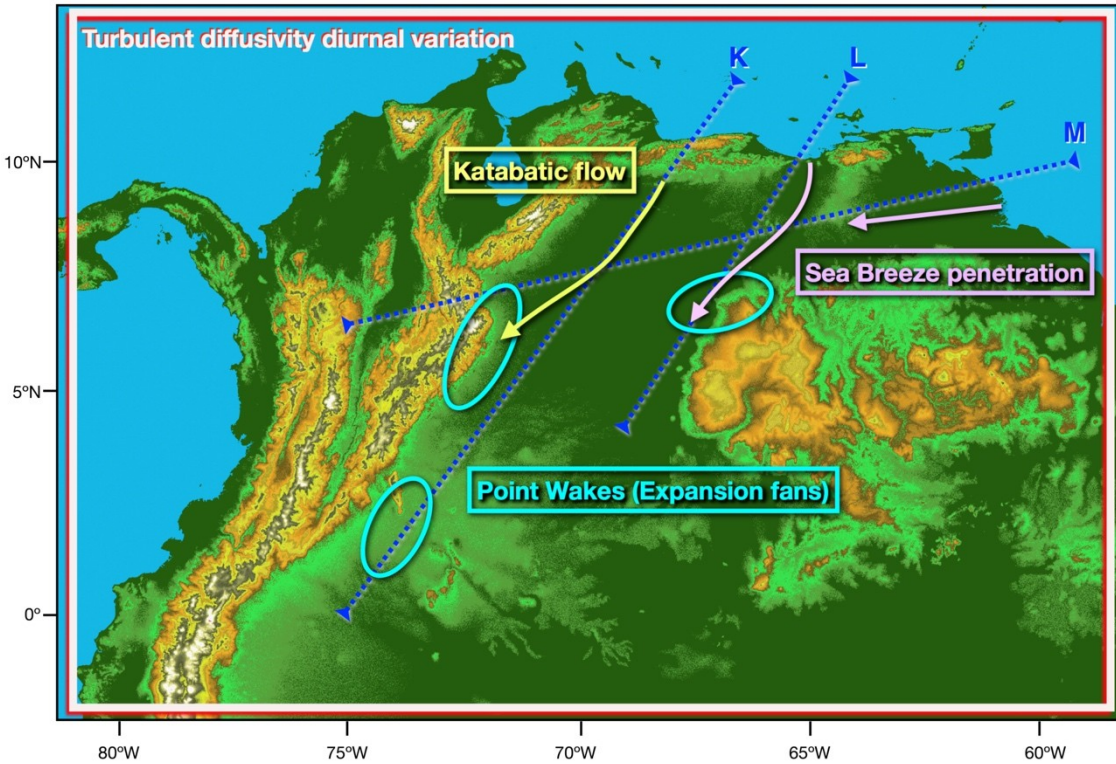 Turbulent diffusivity diurnal variation
K
L
M
10ºN
Katabatic flow
Sea Breeze penetration
5ºN
Point Wakes (Expansion fans)
0º
80ºW
75ºW
70ºW
65ºW
60ºW